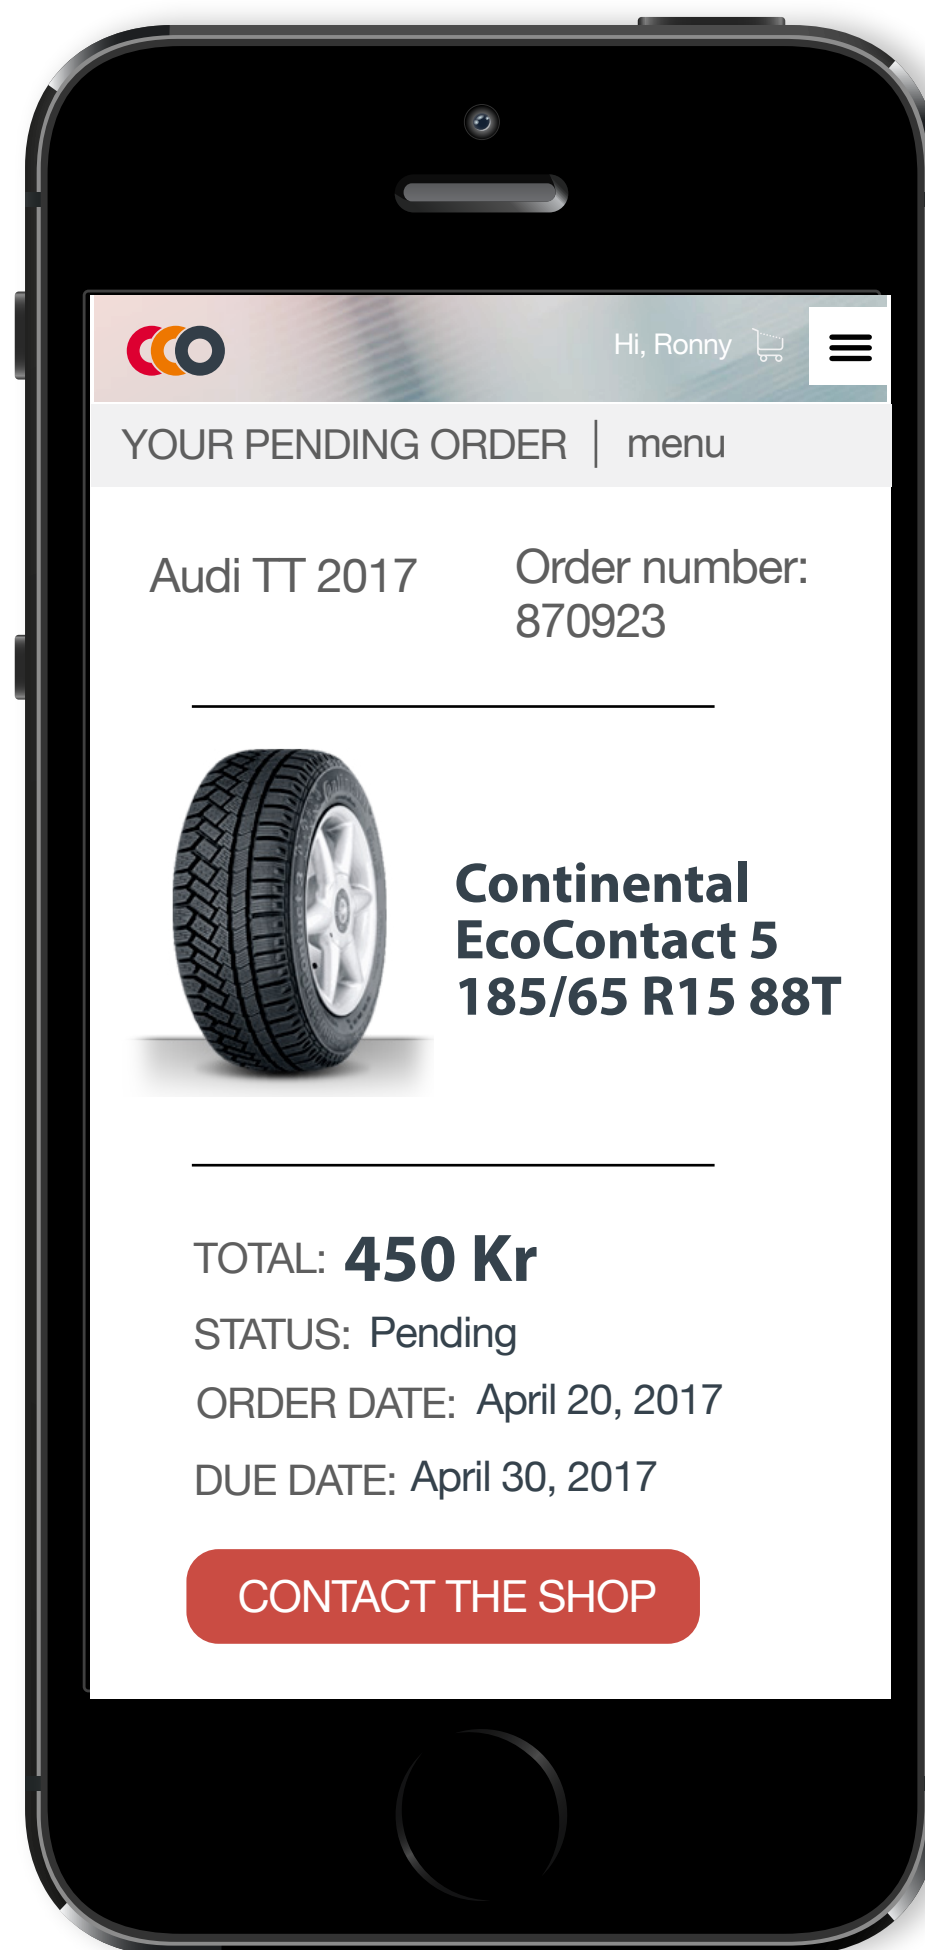 Hi, Ronny
YOUR PENDING ORDER | menu
Audi TT 2017
Order number:
870923
Continental
EcoContact 5
185/65 R15 88T
TOTAL: 450 Kr
STATUS: Pending
ORDER DATE: April 20, 2017
DUE DATE: April 30, 2017
CONTACT THE SHOP